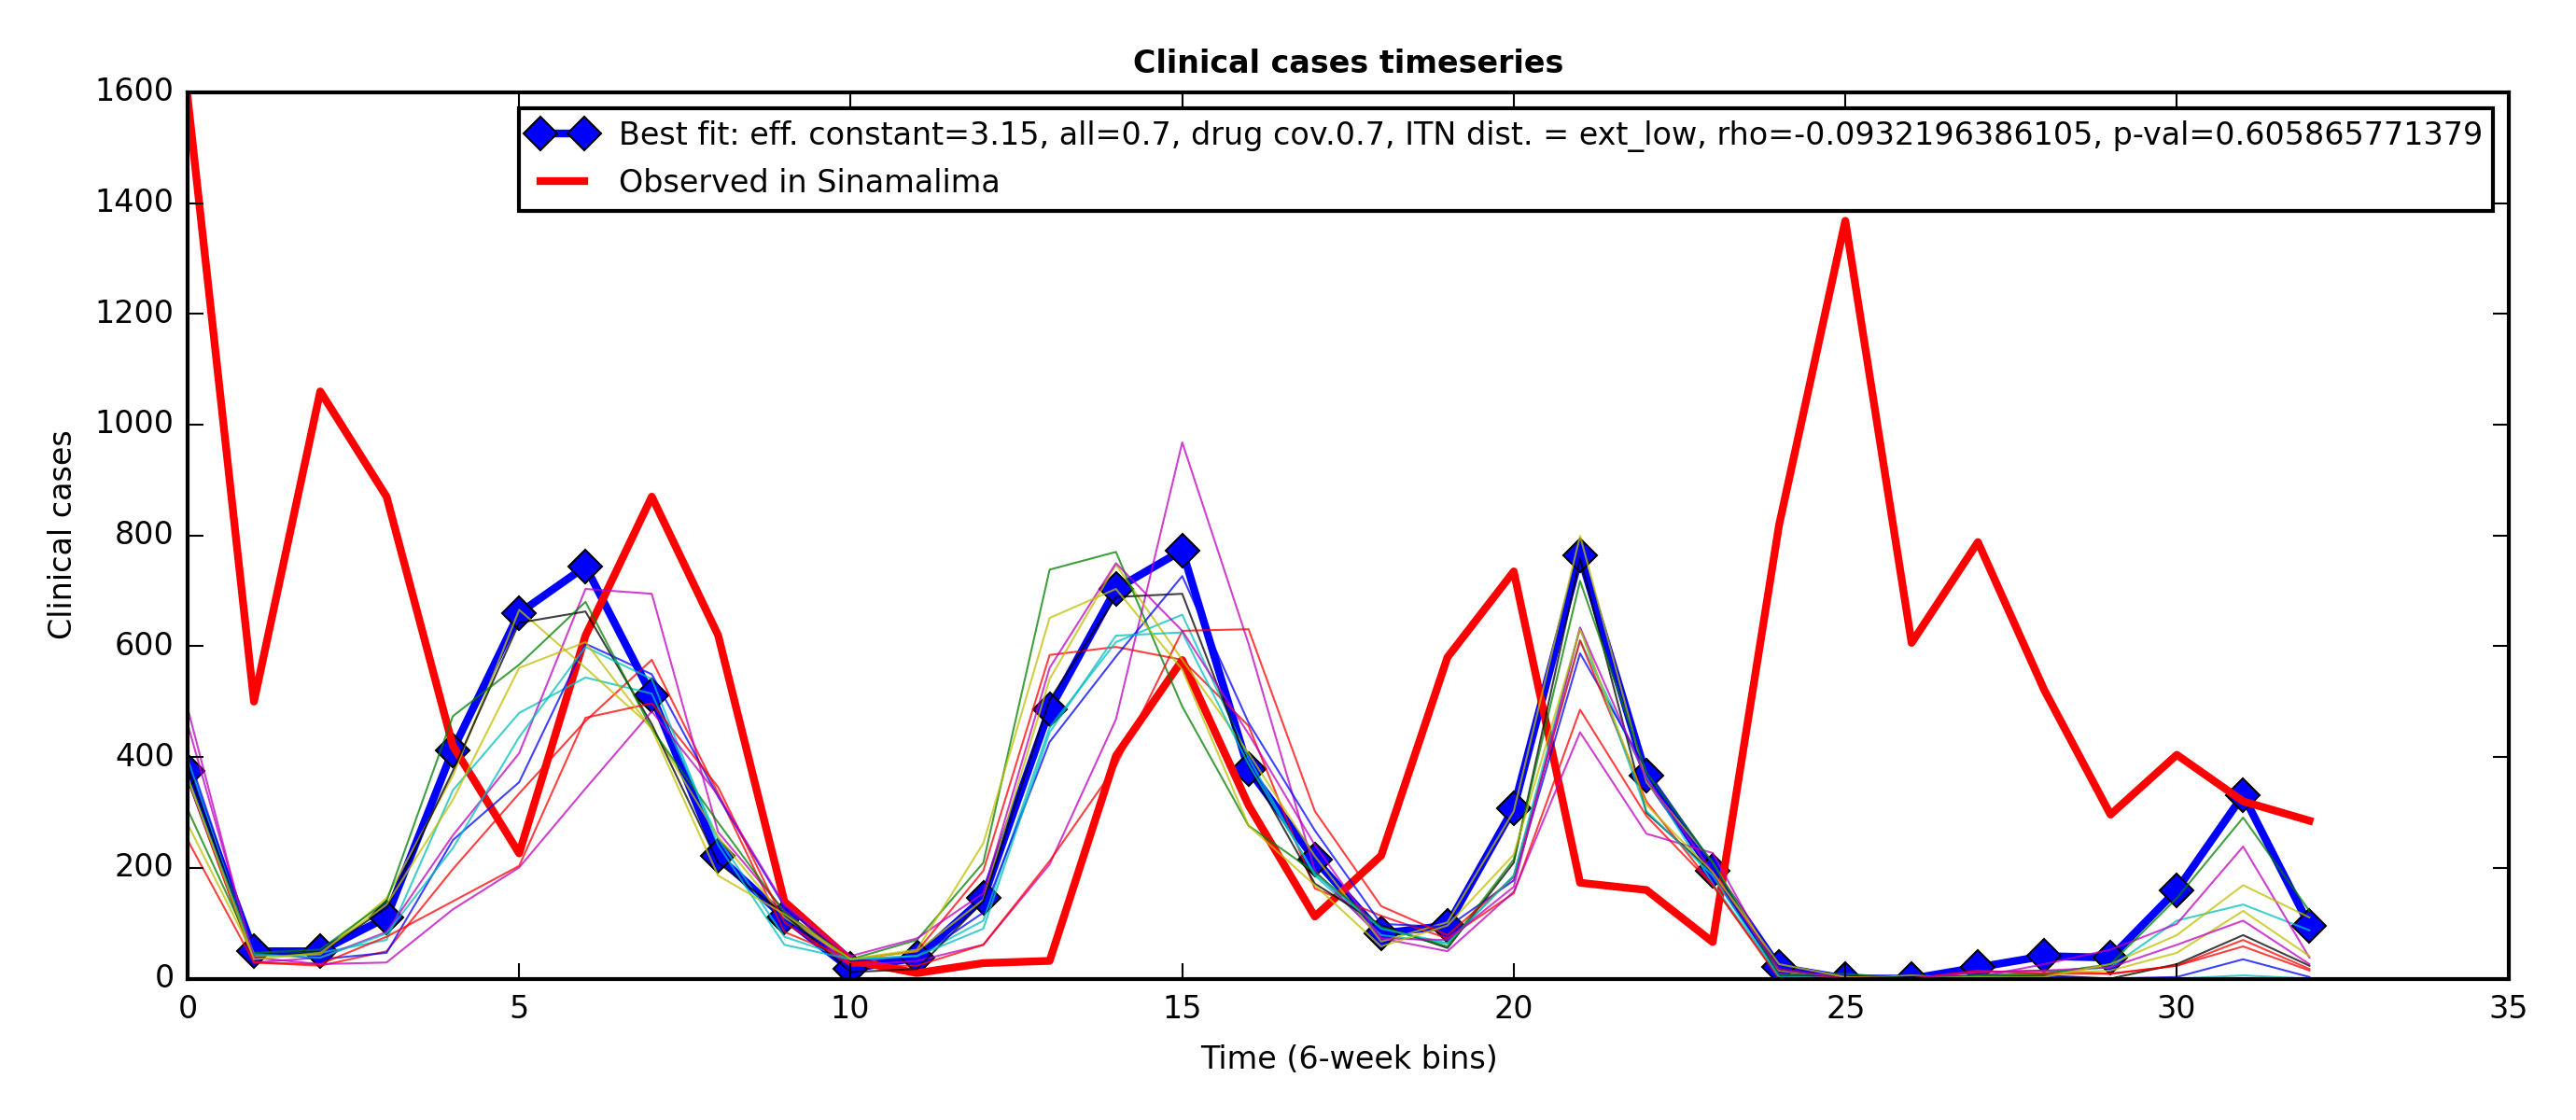 Clinical cases timeseries
1600
1400
1200
1000
800
600
400
200
0
Clinical cases
Best fit: eff. constant=3.15, all=0.7, drug cov.0.7, ITN dist. = ext_low, rho=-0.0932196386105, p-val=0.605865771379
Observed in Sinamalima
0 5 10 15 20 25 30 35
Time (6-week bins)